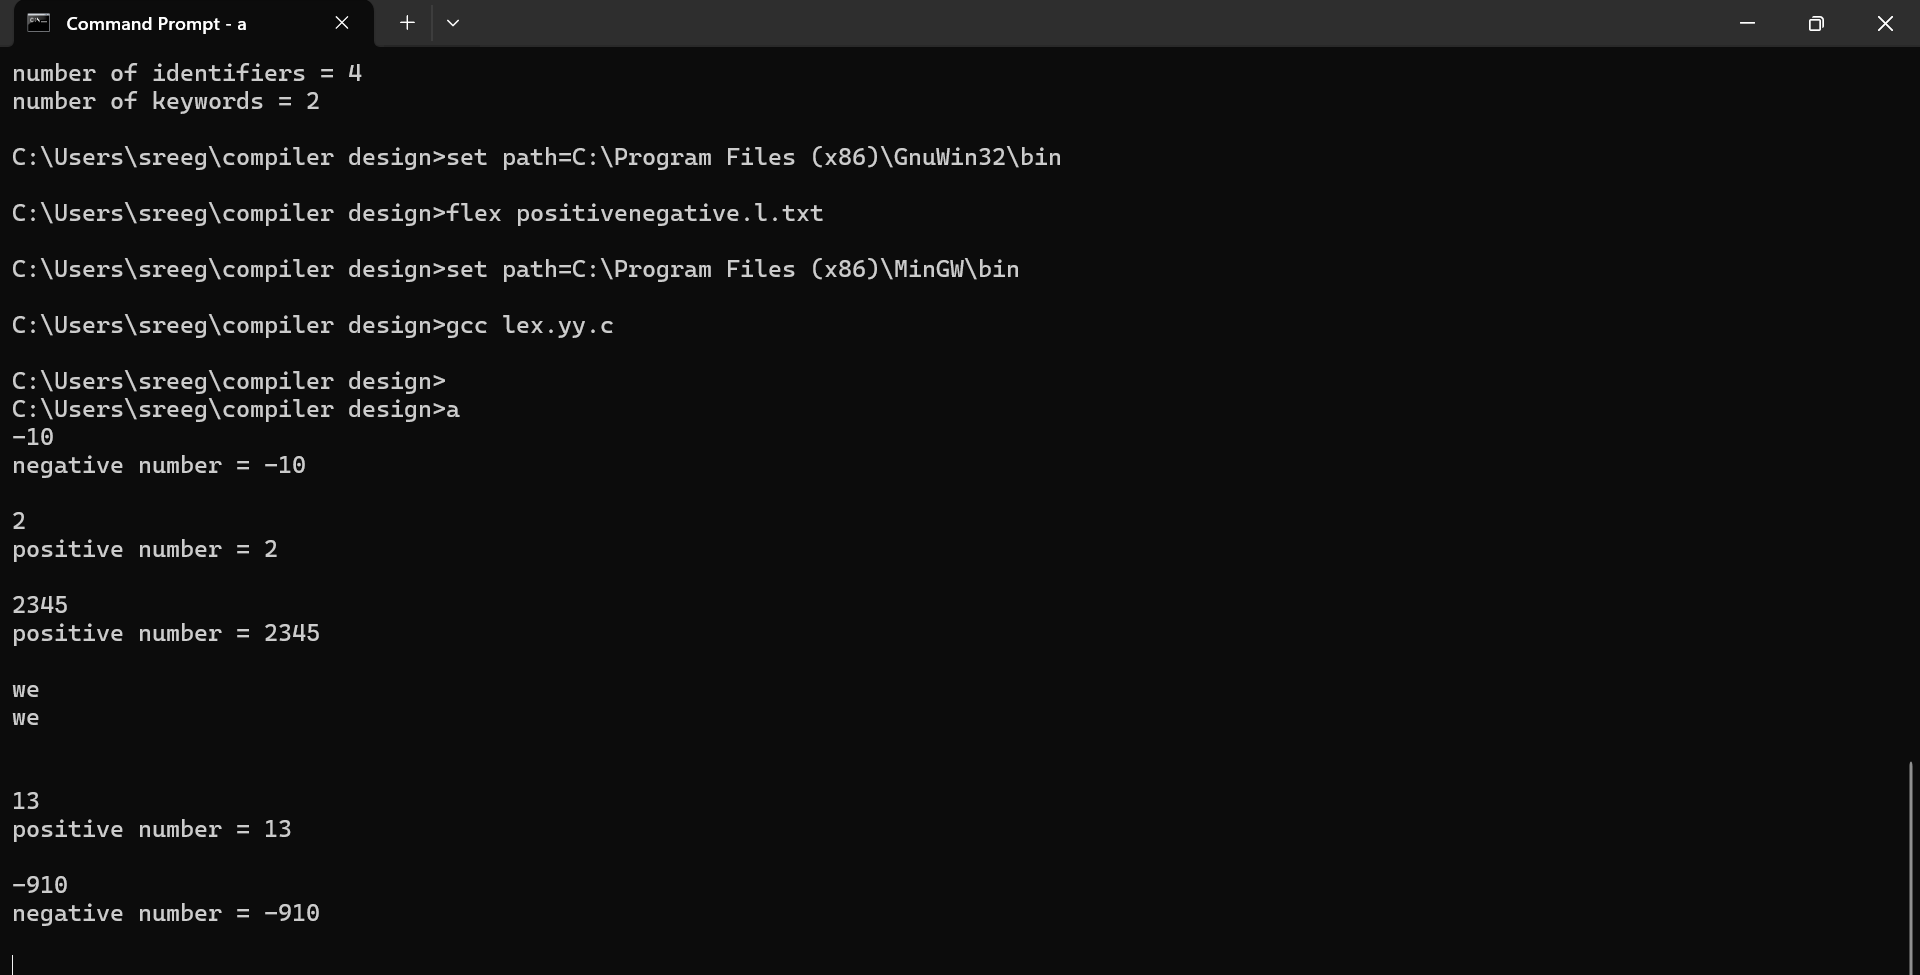 Command Prompt - a
number of identifiers = 4
number of keywords = 2
C:\Users\sreeg\compiler design>set path=C:\Program Files (x86)\GnuWin32\bin
C:\Users\sreeg\compiler design>flex positivenegative.l.txt
C:\Users\sreeg\compiler design>set path=C:\Program Files (x86)\MinGW\bin
C:\Users\sreeg\compiler design>gcc lex.yy.c
C:\Users\sreeg\compiler design>
C:\Users\sreeg\compiler design>a
-10
negative number = -10
2
positive number = 2
2345
positive number = 2345
we
we
13
positive number = 13
-910
negative number = -910